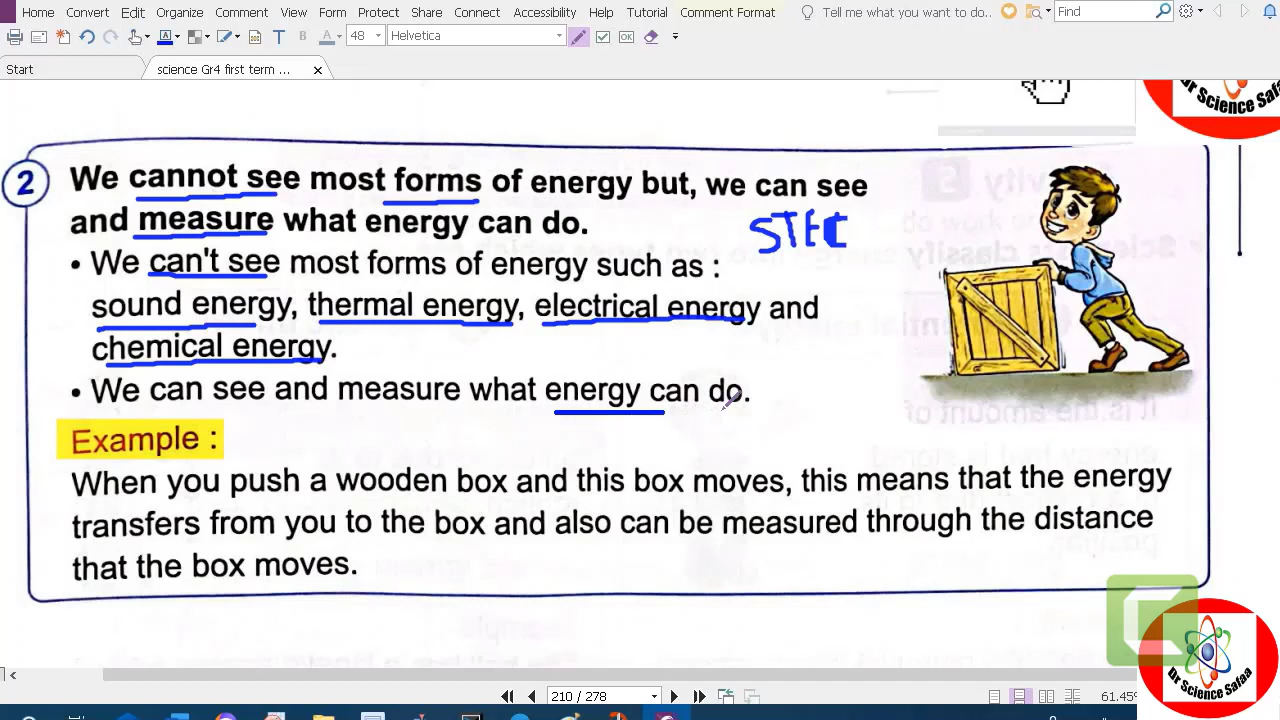 Home Convert Edit Organize Comment View Form Protect Share Connect Accessibility Help Tutorial Comment Format Tell me what you want to do.. Find
48 Helvetica
Start science Gr4 first term ...
Dr Science Safaa
2 We cannot see most forms of energy but, we can see
and measure what energy can do.
STEC
• We can't see most forms of energy such as :
sound energy, thermal energy, electrical energy and
chemical energy.
• We can see and measure what energy can do.
Example :
When you push a wooden box and this box moves, this means that the energy
transfers from you to the box and also can be measured through the distance
that the box moves.
Dr Science Safaa
210 / 278 61.45%